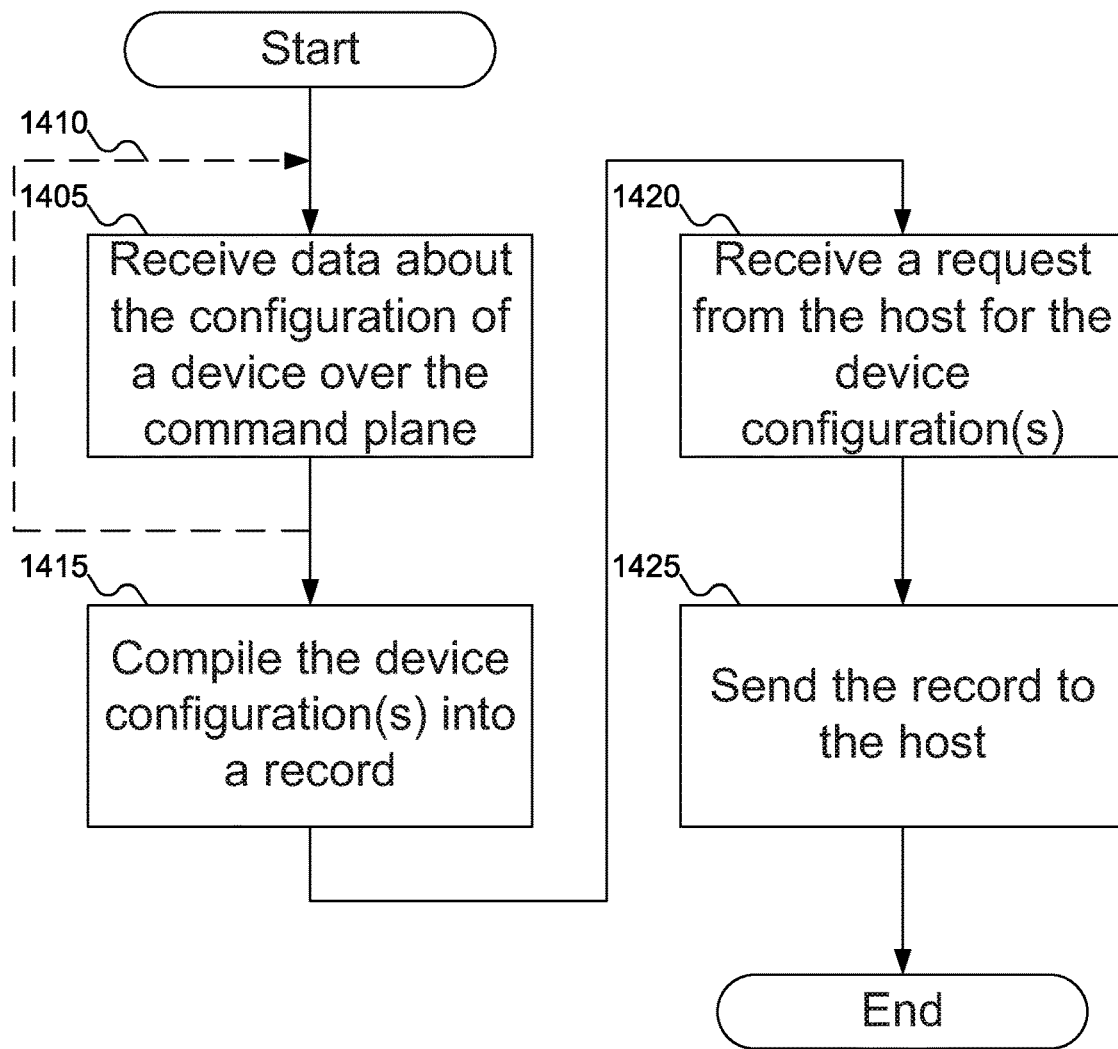 Start
1410
1405
Receive data about
the configuration of
a device over the
command plane
1415
Compile the device
configuration(s) into
a record
1420
Receive a request
from the host for the
device
configuration(s)
1425
Send the record to
the host
End